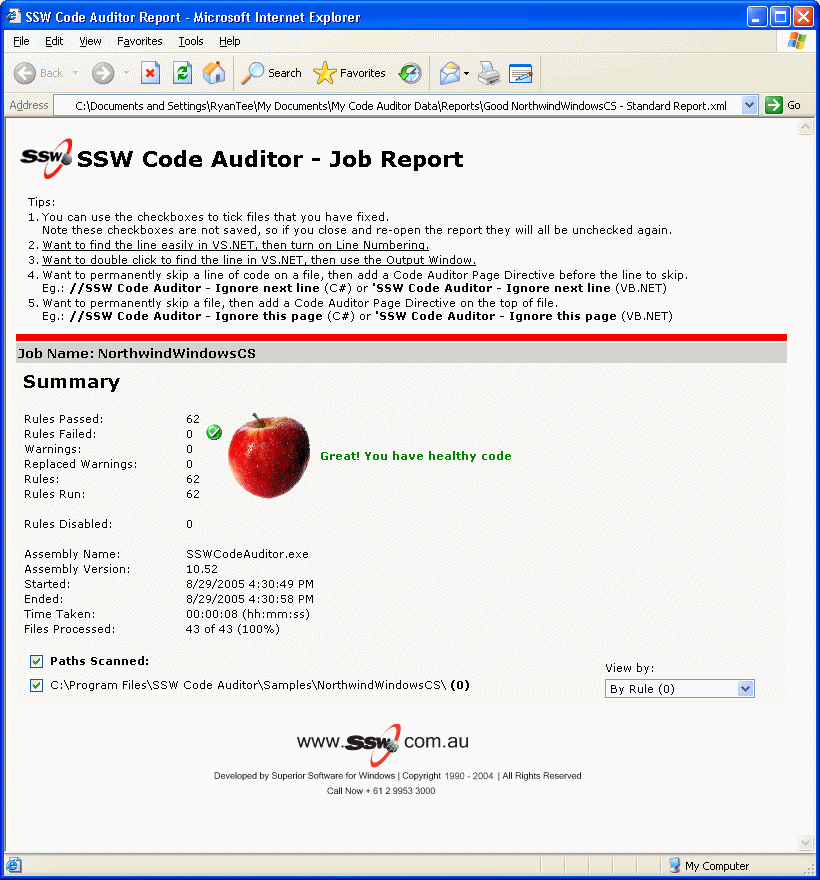 SSW Code Auditor Report - Microsoft Internet Explorer
File Edit View Favorites Tools Help
Back Search Favorites
Address C:\Documents and Settings\RyanTee\My Documents\My Code Auditor Data\Reports\Good NorthwindWindowsCS - Standard Report.xml Go
SSW SSW Code Auditor - Job Report
Tips:
1. You can use the checkboxes to tick files that you have fixed.
Note these checkboxes are not saved, so if you close and re-open the report they will all be unchecked again.
2. Want to find the line easily in VS.NET, then turn on Line Numbering.
3. Want to double click to find the line in VS.NET, then use the Output Window.
4. Want to permanently skip a line of code on a file, then add a Code Auditor Page Directive before the line to skip.
Eg.: //SSW Code Auditor - Ignore next line (C#) or 'SSW Code Auditor - Ignore next line (VB.NET)
5. Want to permanently skip a file, then add a Code Auditor Page Directive on the top of file.
Eg.: //SSW Code Auditor - Ignore this page (C#) or 'SSW Code Auditor - Ignore this page (VB.NET)
Job Name: NorthwindWindowsCS
Summary
Rules Passed: 62
Rules Failed: 0
Warnings: 0
Great! You have healthy code
Replaced Warnings: 0
Rules: 62
Rules Run: 62
Rules Disabled: 0
Assembly Name: SSWCodeAuditor.exe
Assembly Version: 10.52
Started: 8/29/2005 4:30:49 PM
Ended: 8/29/2005 4:30:58 PM
Time Taken: 00:00:08 (hh:mm:ss)
Files Processed: 43 of 43 (100%)
Paths Scanned:
View by:
C:\Program Files\SSW Code Auditor\Samples\NorthwindWindowsCS\ (0)
By Rule (0)
www.SSW.com.au
Developed by Superior Software for Windows | Copyright 1990 - 2004 | All Rights Reserved
Call Now + 61 2 9953 3000
My Computer